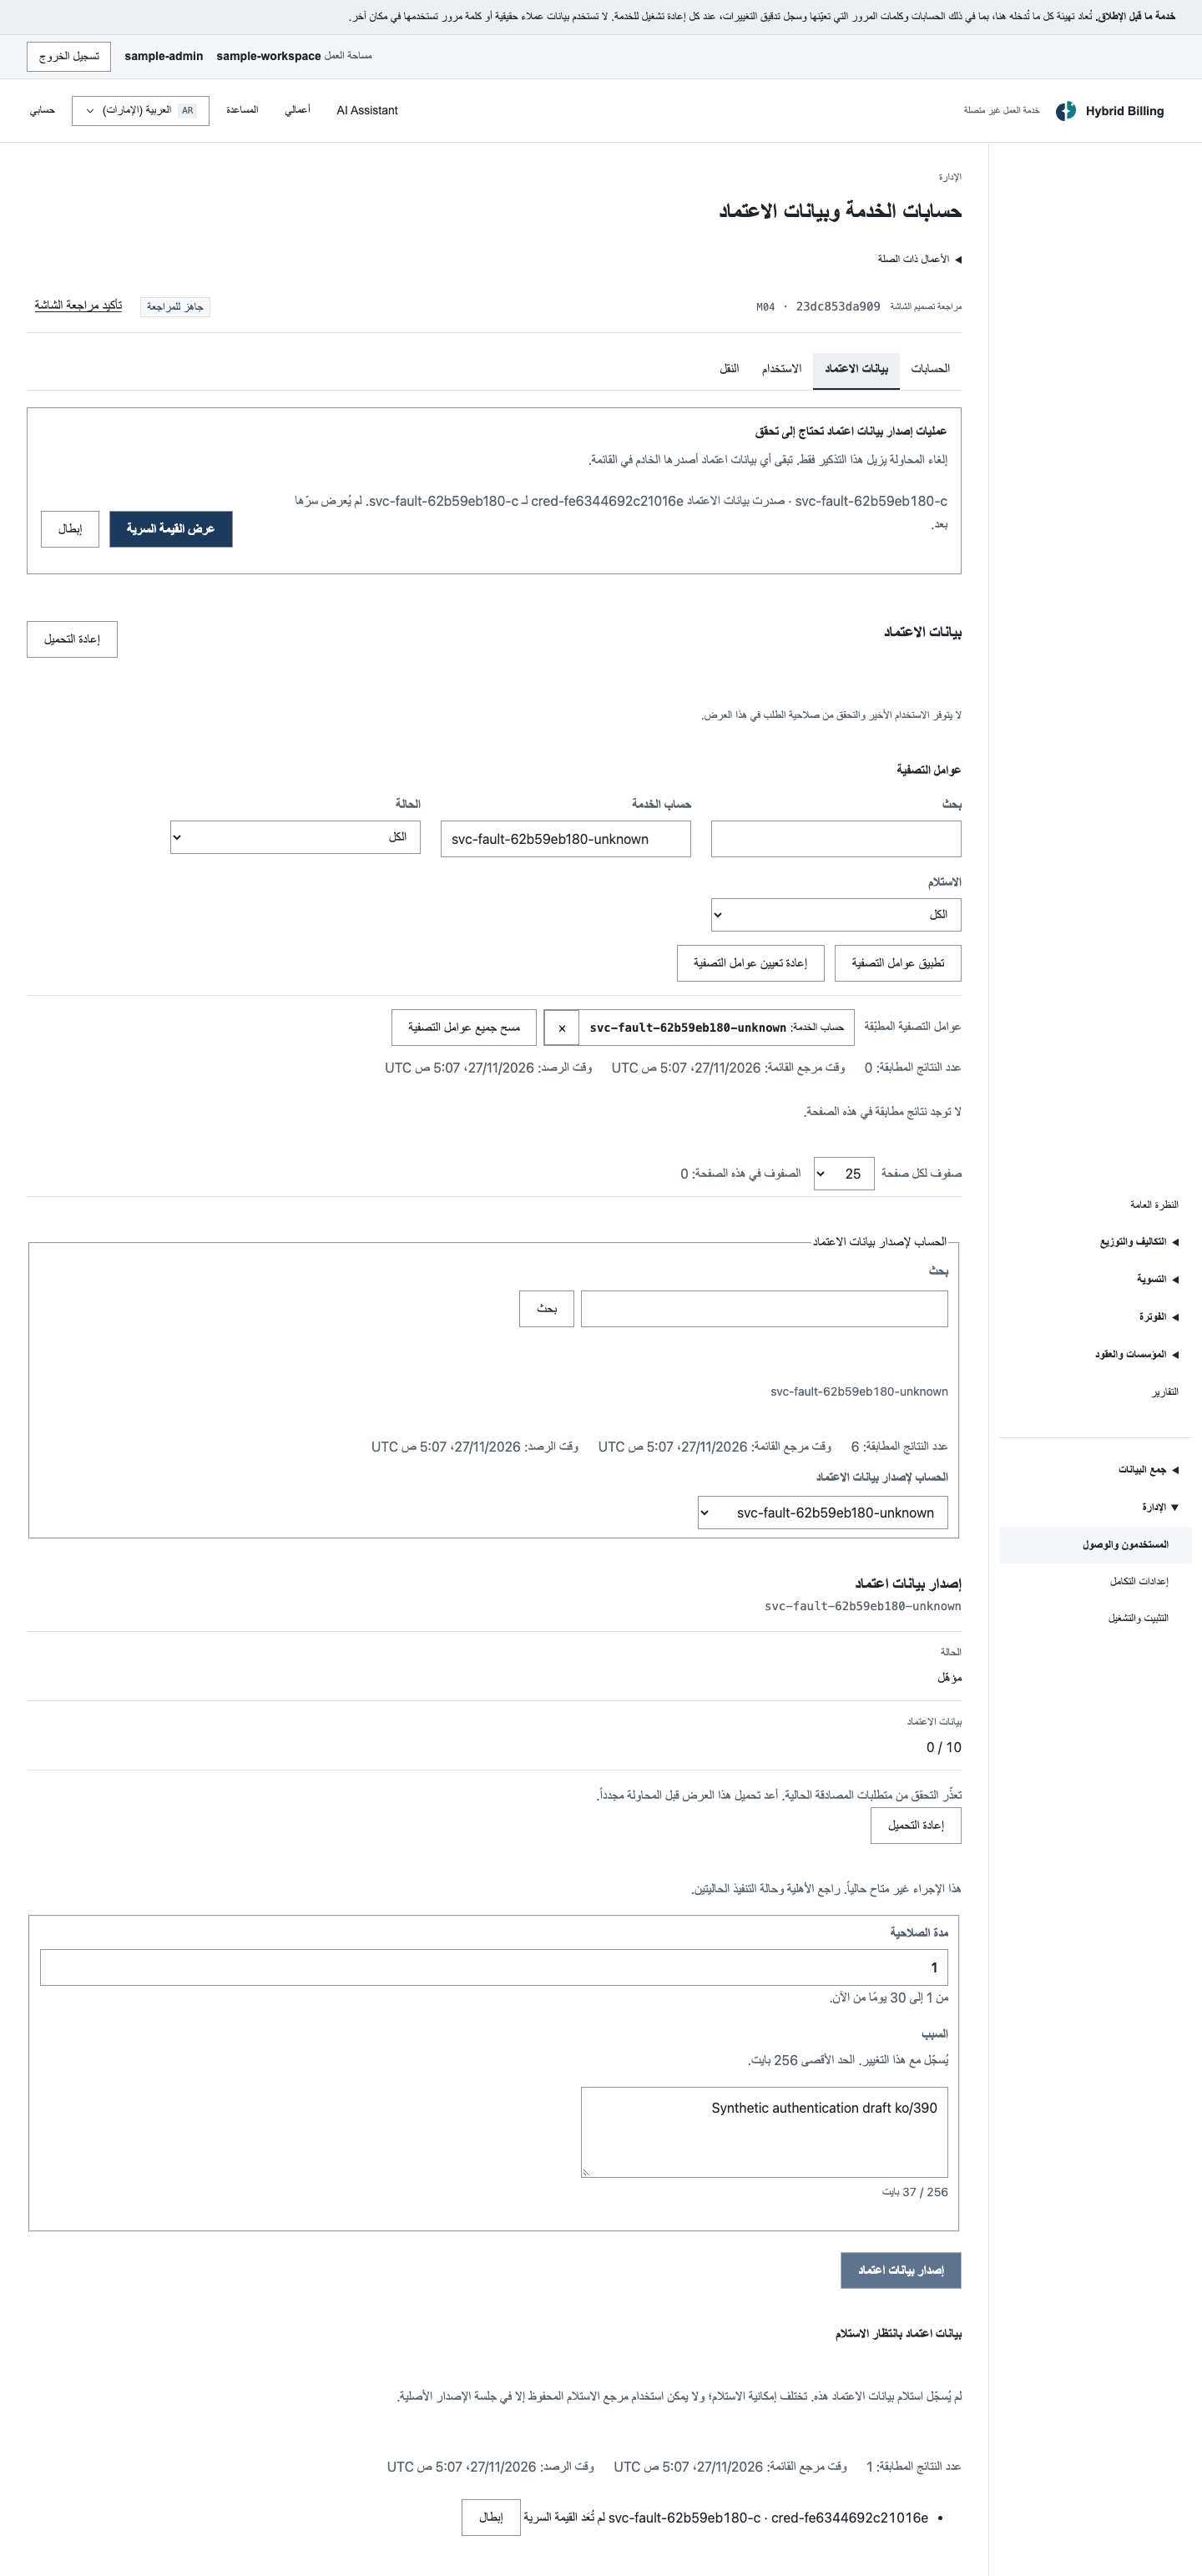 خدمة ما قبل الإطلاق. تُعاد تهيئة كل ما تُدخله هنا، بما في ذلك الحسابات وكلمات المرور التي تعيّنها وسجل تدقيق التغييرات، عند كل إعادة تشغيل للخدمة. لا تستخدم بيانات عملاء حقيقية أو كلمة مرور تستخدمها في مكان آخر.
مساحة العمل sample-workspace sample-admin تسجيل الخروج
Hybrid Billing خدمة العمل غير متصلة AI Assistant أعمالي المساعدة AR العربية (الإمارات) حسابي
الإدارة
حسابات الخدمة وبيانات الاعتماد
الأعمال ذات الصلة
مراجعة تصميم الشاشة M04 · 23dc853da909 جاهز للمراجعة تأكيد مراجعة الشاشة
الحسابات بيانات الاعتماد الاستخدام النقل
عمليات إصدار بيانات اعتماد تحتاج إلى تحقق
إلغاء المحاولة يزيل هذا التذكير فقط. تبقى أي بيانات اعتماد أصدرها الخادم في القائمة.
svc-fault-62b59eb180-c · صدرت بيانات الاعتماد cred-fe6344692c21016e لـ svc-fault-62b59eb180-c. لم يُعرض سرّها
بعد.
عرض القيمة السرية إبطال
بيانات الاعتماد
إعادة التحميل
لا يتوفر الاستخدام الأخير والتحقق من صلاحية الطلب في هذا العرض.
عوامل التصفية
بحث حساب الخدمة الحالة
svc-fault-62b59eb180-unknown الكل
الاستلام
الكل
تطبيق عوامل التصفية إعادة تعيين عوامل التصفية
عوامل التصفية المطبّقة حساب الخدمة: svc-fault-62b59eb180-unknown × مسح جميع عوامل التصفية
عدد النتائج المطابقة: 0 وقت مرجع القائمة: 27/11/2026، 5:07 ص UTC وقت الرصد: 27/11/2026، 5:07 ص UTC
لا توجد نتائج مطابقة في هذه الصفحة.
صفوف لكل صفحة 25 الصفوف في هذه الصفحة: 0
الحساب لإصدار بيانات الاعتماد
بحث
بحث
svc-fault-62b59eb180-unknown
عدد النتائج المطابقة: 6 وقت مرجع القائمة: 27/11/2026، 5:07 ص UTC وقت الرصد: 27/11/2026، 5:07 ص UTC
الحساب لإصدار بيانات الاعتماد
svc-fault-62b59eb180-unknown
إصدار بيانات اعتماد
svc-fault-62b59eb180-unknown
الحالة
مؤهّل
بيانات الاعتماد
0 / 10
تعذّر التحقق من متطلبات المصادقة الحالية. أعد تحميل هذا العرض قبل المحاولة مجدداً.
إعادة التحميل
هذا الإجراء غير متاح حالياً. راجع الأهلية وحالة التنفيذ الحاليتين.
مدة الصلاحية
1
من 1 إلى 30 يومًا من الآن.
السبب
يُسجّل مع هذا التغيير. الحد الأقصى 256 بايت.
Synthetic authentication draft ko/390
37 / 256 بايت
إصدار بيانات اعتماد
بيانات اعتماد بانتظار الاستلام
لم يُسجّل استلام بيانات الاعتماد هذه. تختلف إمكانية الاستلام؛ ولا يمكن استخدام مرجع الاستلام المحفوظ إلا في جلسة الإصدار الأصلية.
عدد النتائج المطابقة: 1 وقت مرجع القائمة: 27/11/2026، 5:07 ص UTC وقت الرصد: 27/11/2026، 5:07 ص UTC
svc-fault-62b59eb180-c · cred-fe6344692c21016e لم تُعَد القيمة السرية إبطال
النظرة العامة
التكاليف والتوزيع
التسوية
الفوترة
المؤسسات والعقود
التقارير
جمع البيانات
الإدارة
المستخدمون والوصول
إعدادات التكامل
التثبيت والتشغيل